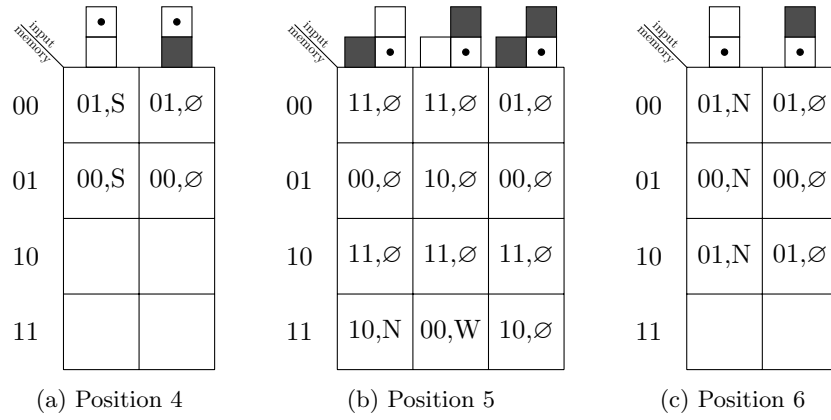 input
memory
input
memory
input
memory
00 01,S 01,∅
01 00,S 00,∅
10
11
00 11,∅ 11,∅ 01,∅
01 00,∅ 10,∅ 00,∅
10 11,∅ 11,∅ 11,∅
11 10,N 00,W 10,∅
00 01,N 01,∅
01 00,N 00,∅
10 01,N 01,∅
11
(a) Position 4
(b) Position 5
(c) Position 6